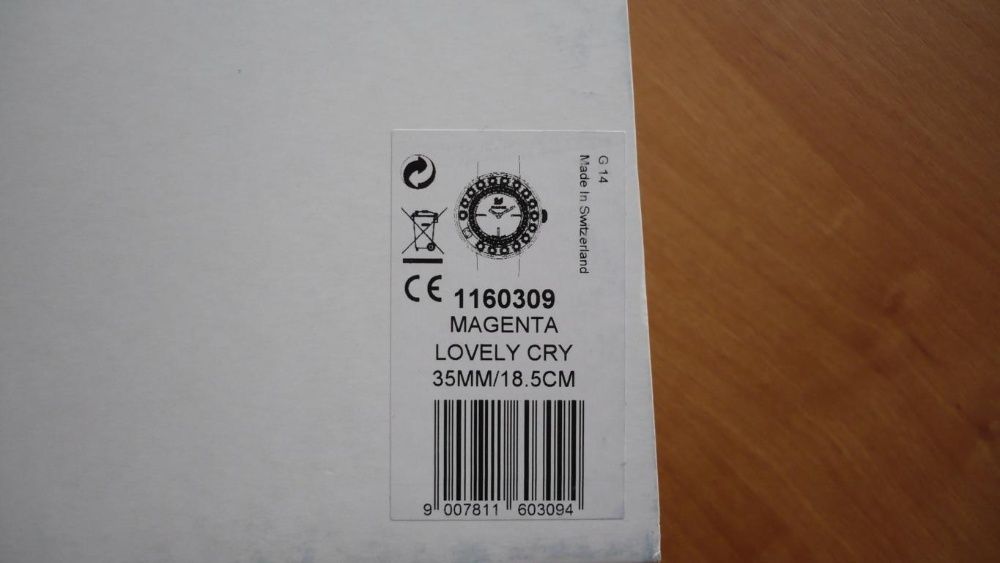 G 14
Made In Switzerland
CE
1160309
MAGENTA
LOVELY CRY
35MM/18.5CM
9 007811 603094